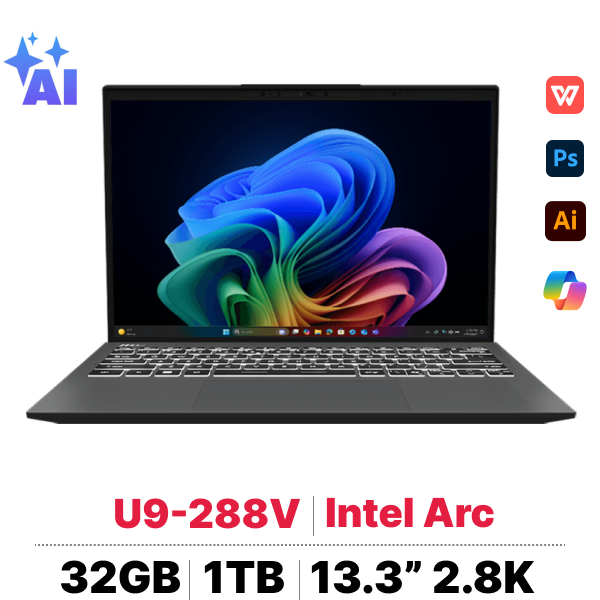 AI
W
Ps
Ai
U9-288V Intel Arc
32GB 1TB 13.3” 2.8K